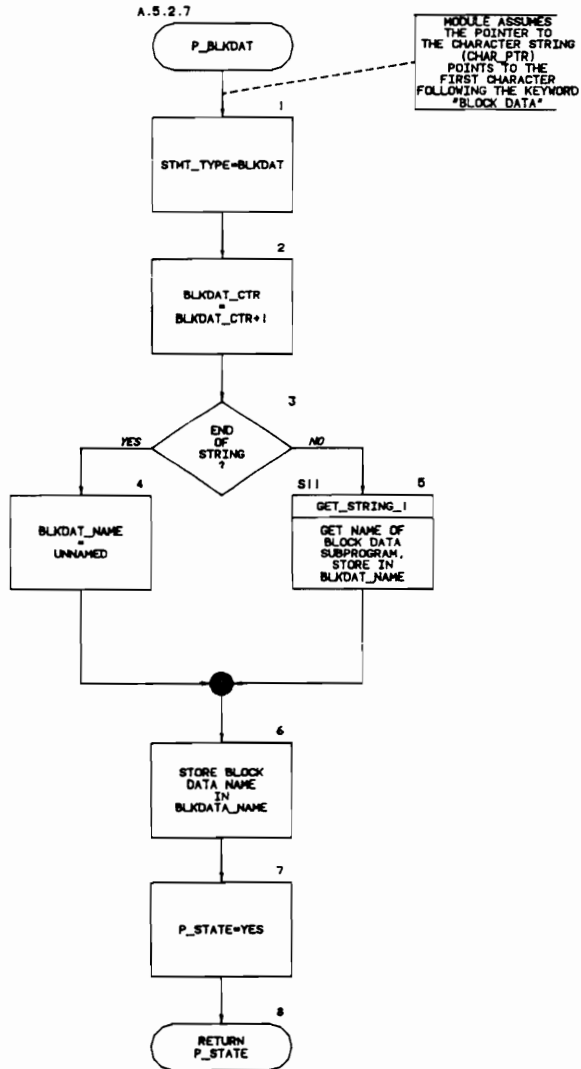 A.5.2.7
P_BLKDAT
MODULE ASSUMES
THE POINTER TO
THE CHARACTER STRING
(CHAR_PTR)
POINTS TO THE
FIRST CHARACTER
FOLLOWING THE KEYWORD
"BLOCK DATA"
1
STMT_TYPE=BLKDAT
2
BLKDAT_CTR
=
BLKDAT_CTR+1
3
END
OF
STRING
?
YES
NO
4
BLKDAT_NAME
=
UNNAMED
S11
5
GET_STRING_1
GET NAME OF
BLOCK DATA
SUBPROGRAM,
STORE IN
BLKDAT_NAME
6
STORE BLOCK
DATA NAME
IN
BLKDATA_NAME
7
P_STATE=YES
8
RETURN
P_STATE